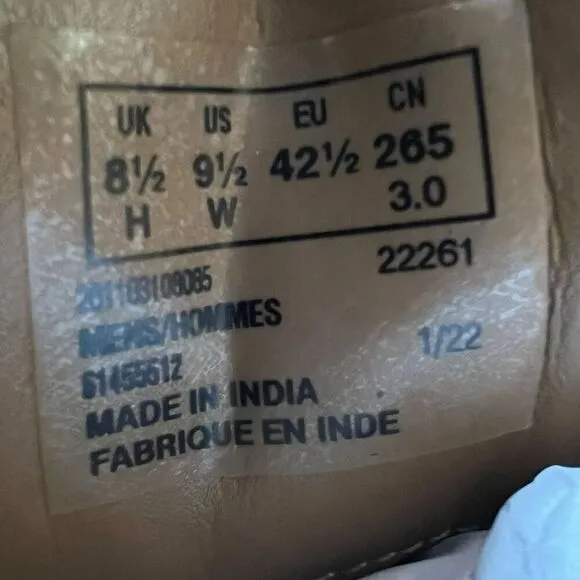 UK US EU CN
8½ 9½ 42½ 265
H W 3.0
22261
MENS/HOMMES
1/22
MADE IN INDIA
FABRIQUE EN INDE